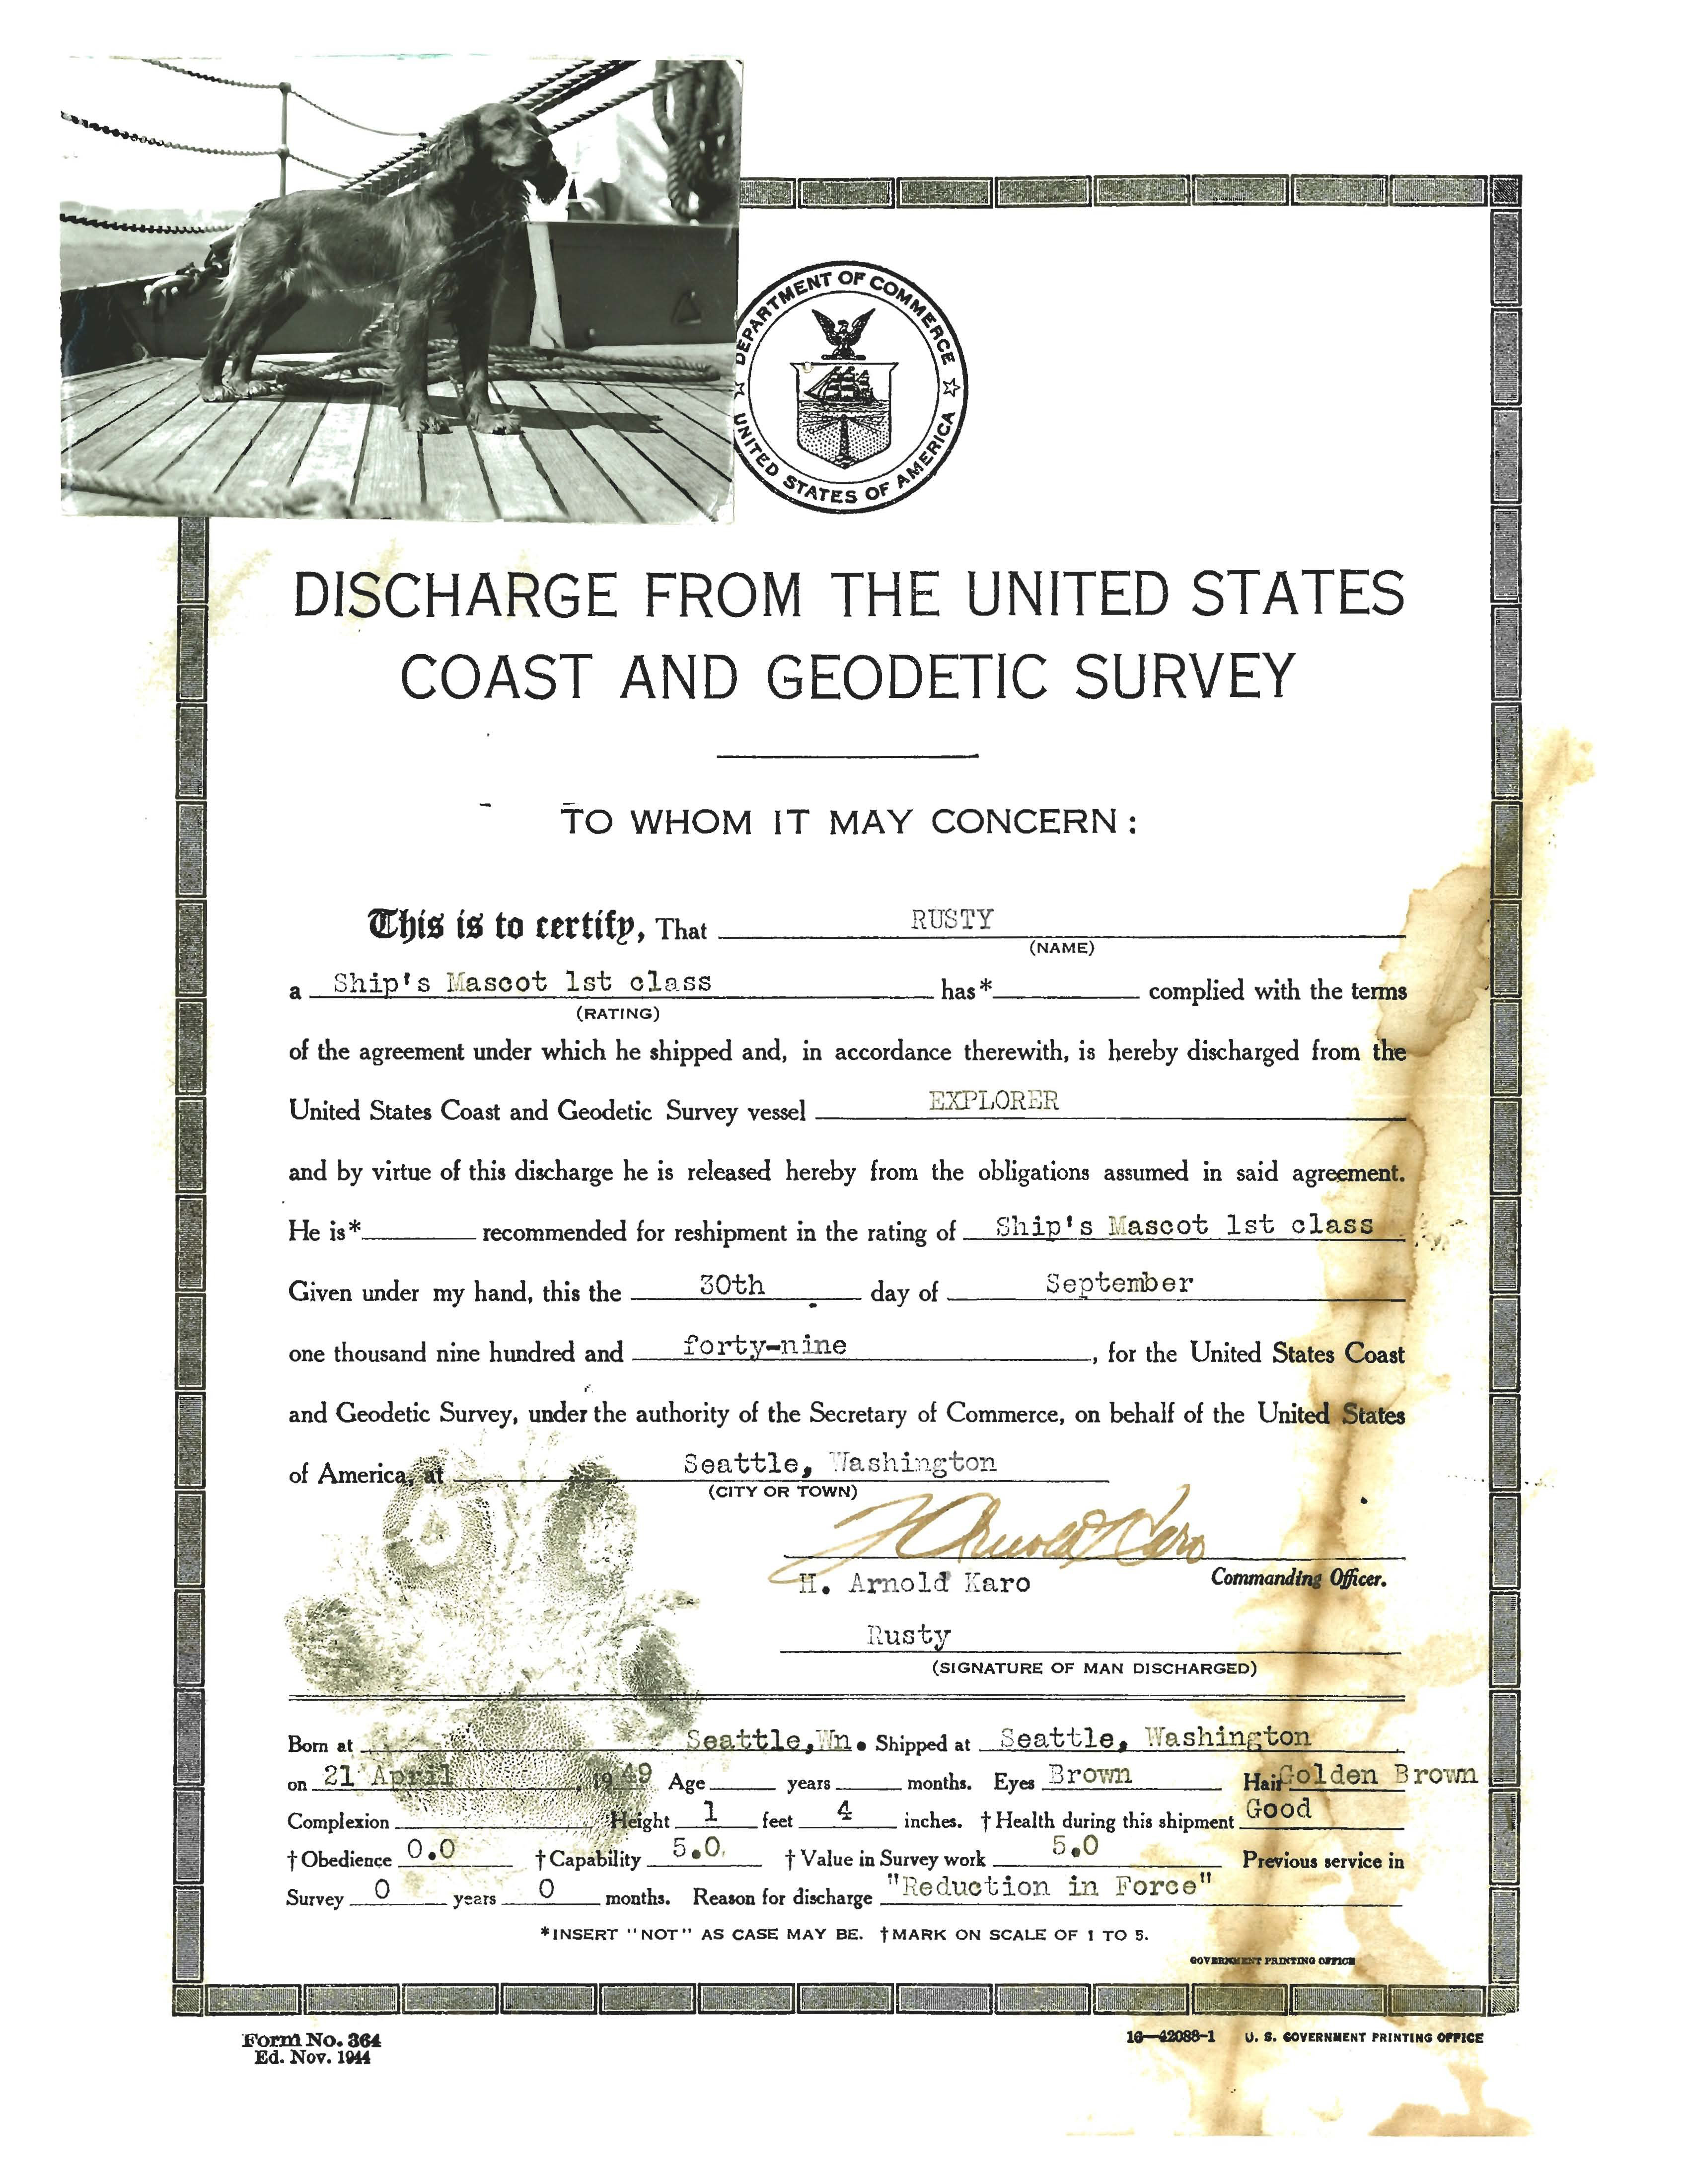 DEPARTMENT OF COMMERCE
UNITED STATES OF AMERICA
DISCHARGE FROM THE UNITED STATES
COAST AND GEODETIC SURVEY
TO WHOM IT MAY CONCERN:
This is to certify, That RUSTY
(NAME)
a Ship's Mascot 1st class has* complied with the terms
(RATING)
of the agreement under which he shipped and, in accordance therewith, is hereby discharged from the
United States Coast and Geodetic Survey vessel EXPLORER
and by virtue of this discharge he is released hereby from the obligations assumed in said agreement.
He is* recommended for reshipment in the rating of Ship's Mascot 1st class
Given under my hand, this the 30th day of September
one thousand nine hundred and forty-nine, for the United States Coast
and Geodetic Survey, under the authority of the Secretary of Commerce, on behalf of the United States
of America, at Seattle, Washington
(CITY OR TOWN)
H Arnold Karo
H. Arnold Karo Commanding Officer.
Rusty
(SIGNATURE OF MAN DISCHARGED)
Born at Seattle, Wn. Shipped at Seattle, Washington
on 21 April, 1949 Age years months. Eyes Brown Hair Golden Brown
Complexion Height 1 feet 4 inches. † Health during this shipment Good
† Obedience 0.0 † Capability 5.0 † Value in Survey work 5.0 Previous service in
Survey 0 years 0 months. Reason for discharge "Reduction in Force"
*INSERT "NOT" AS CASE MAY BE. †MARK ON SCALE OF 1 TO 5.
GOVERNMENT PRINTING OFFICE
Form No. 364
Ed. Nov. 1944
16—42088-1 U. S. GOVERNMENT PRINTING OFFICE